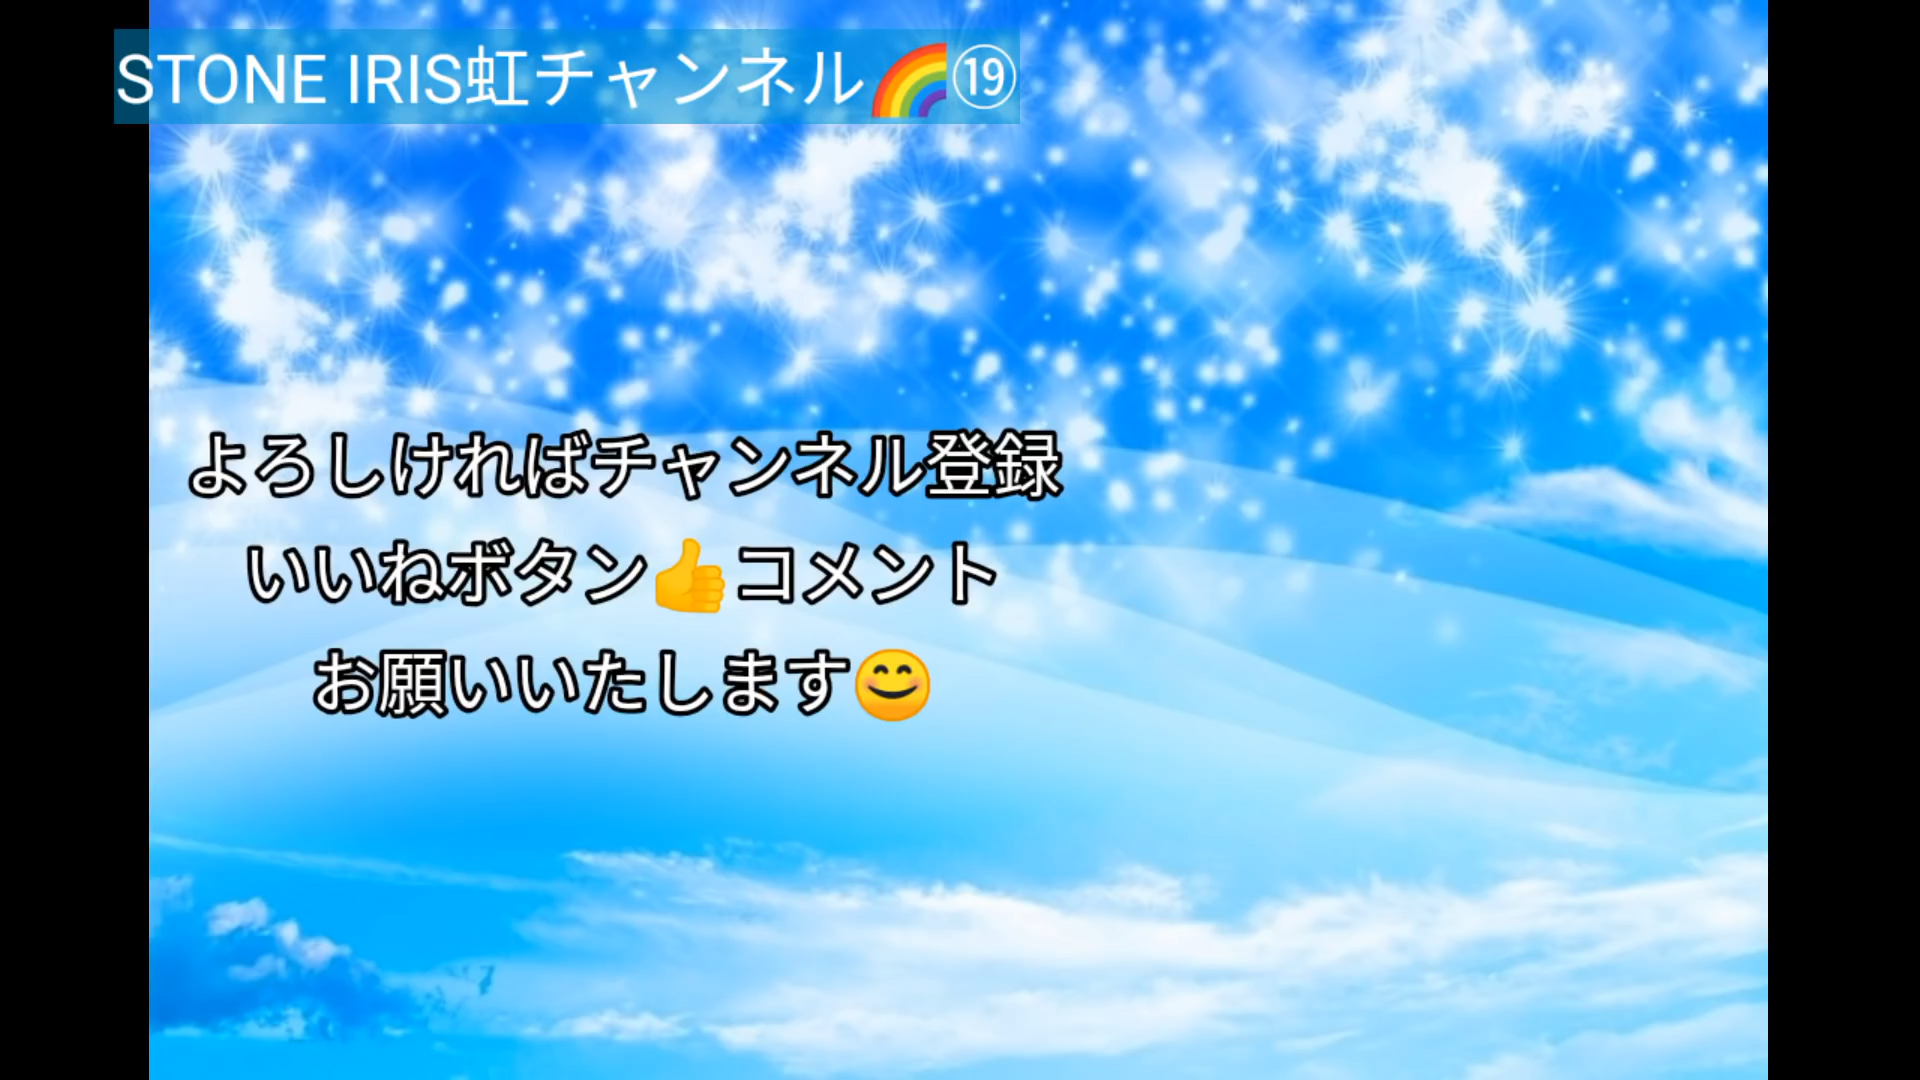 STONE IRIS虹チャンネル🌈⑲
よろしければチャンネル登録
いいねボタン👍コメント
お願いいたします😊